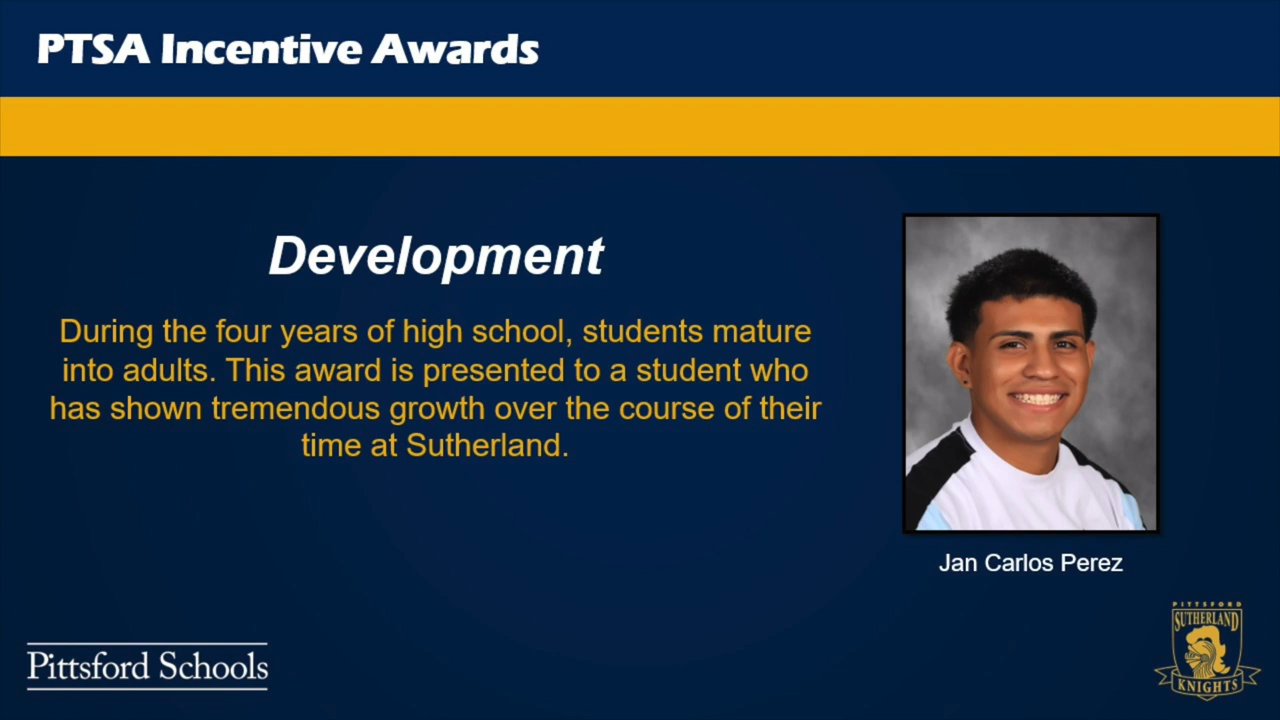 PTSA Incentive Awards
Development
During the four years of high school, students mature
into adults. This award is presented to a student who
has shown tremendous growth over the course of their
time at Sutherland.
Jan Carlos Perez
Pittsford Schools
PITTSFORD
SUTHERLAND
KNIGHTS